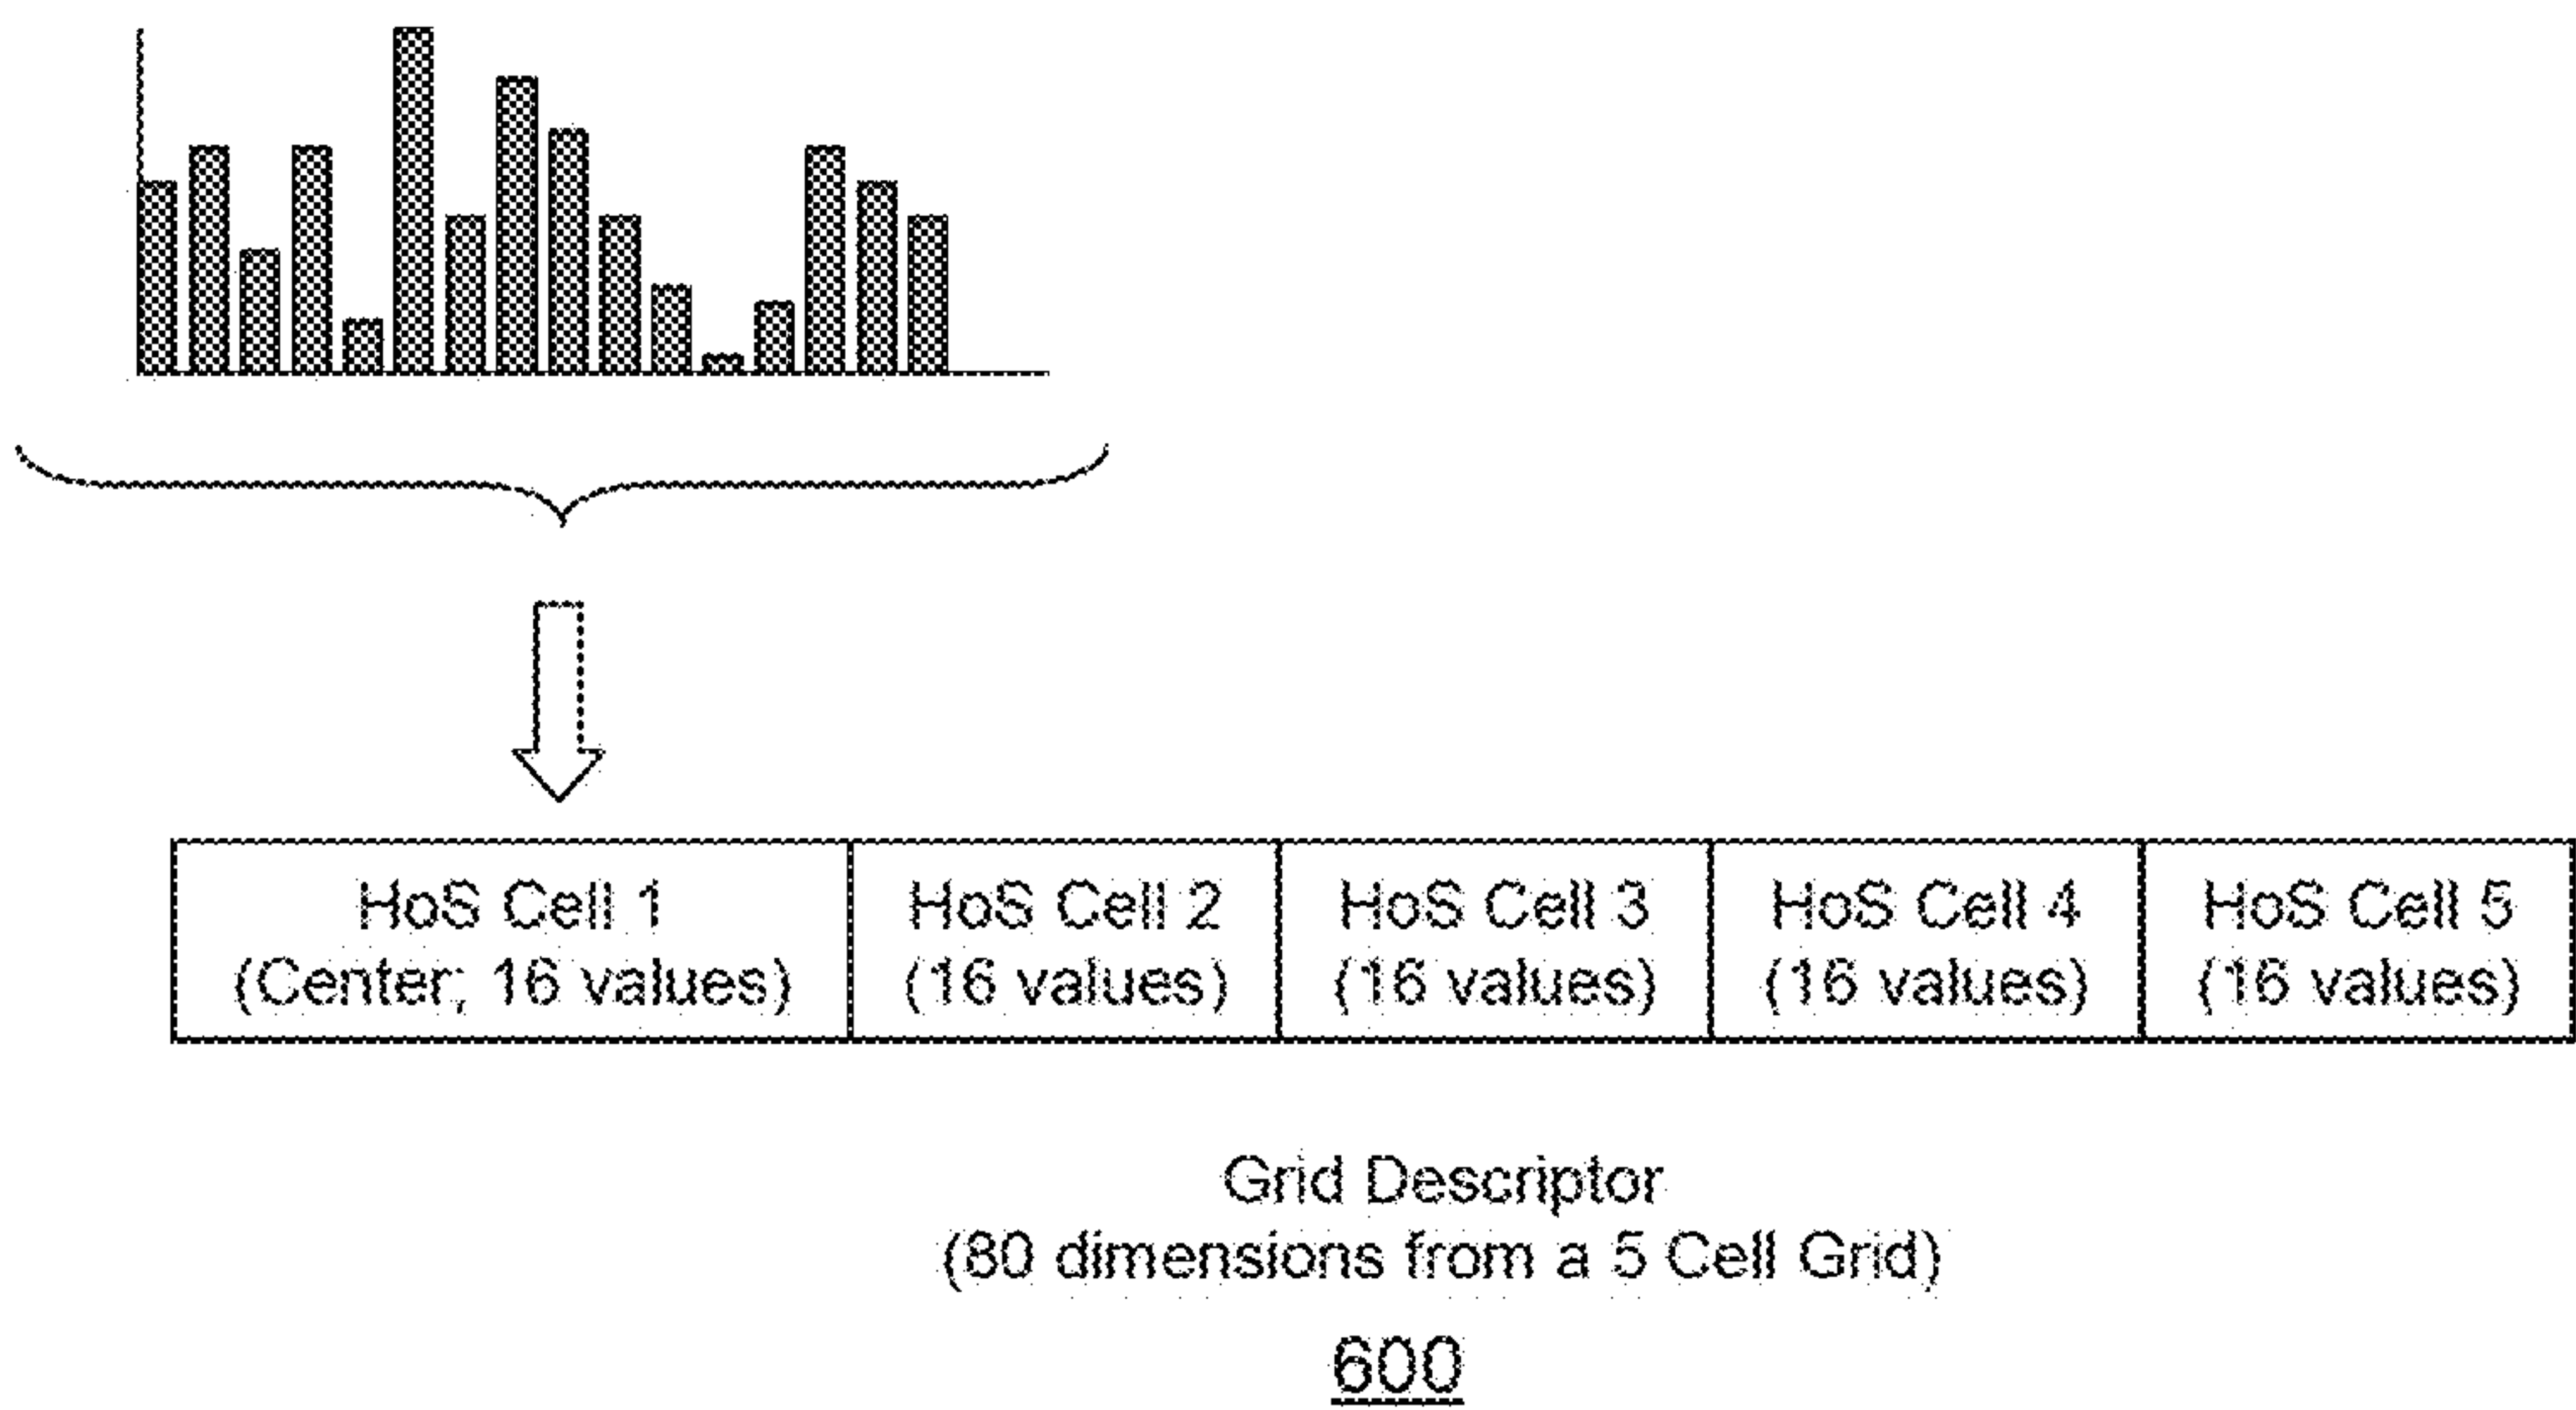 HoS Cell 1
(Center; 16 values)
HoS Cell 2
(16 values)
HoS Cell 3
(16 values)
HoS Cell 4
(16 values)
HoS Cell 5
(16 values)
Grid Descriptor
(80 dimensions from a 5 Cell Grid)
600